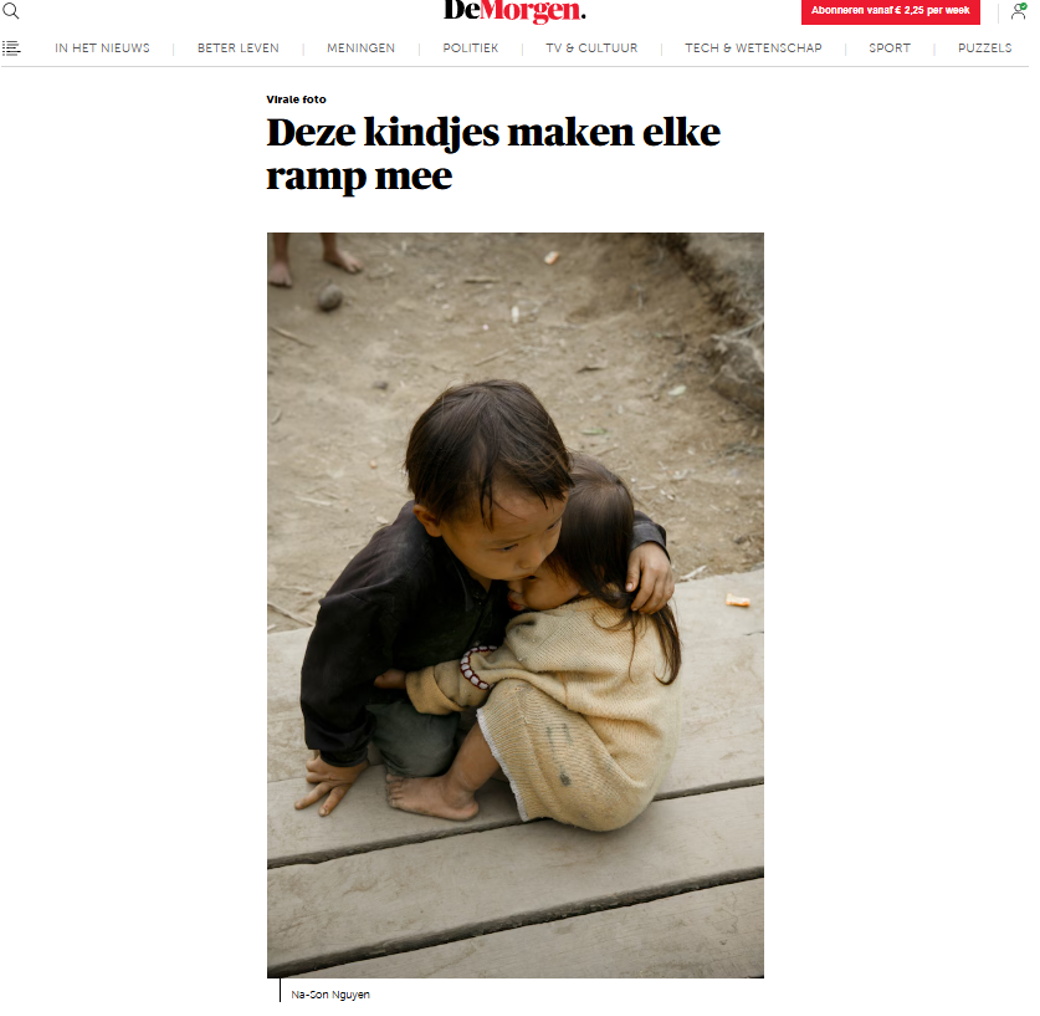 DeMorgen.
Abonneren vanaf € 2,25 per week
IN HET NIEUWS | BETER LEVEN | MENINGEN | POLITIEK | TV & CULTUUR | TECH & WETENSCHAP | SPORT | PUZZELS
Virale foto
Deze kindjes maken elke
ramp mee
Na-Son Nguyen